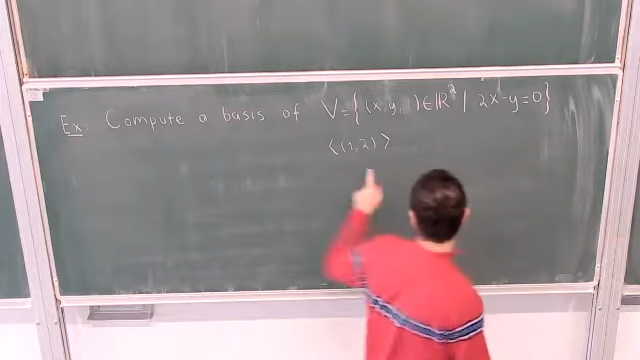 Ex: Compute a basis of V={(x,y, )∈ℝ² | 2x-y=0}
<(1,2)>